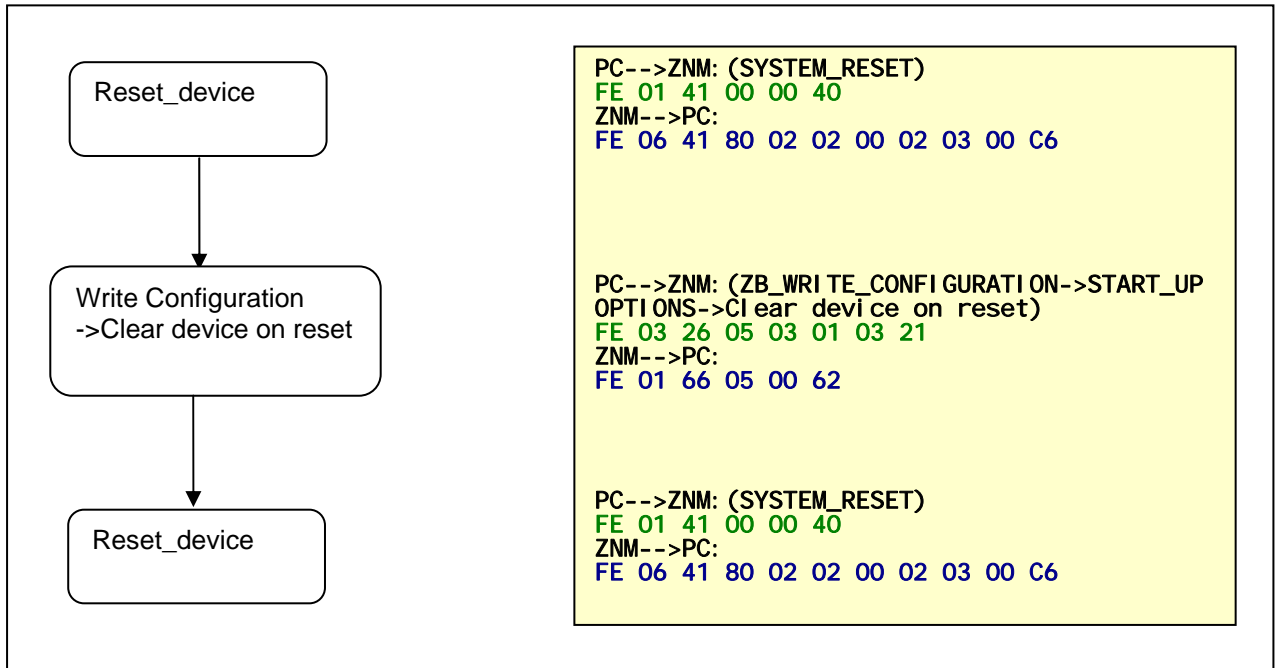 Reset_device
PC-->ZNM: (SYSTEM_RESET)
FE 01 41 00 00 40
ZNM-->PC:
FE 06 41 80 02 02 00 02 03 00 C6
Write Configuration
->Clear device on reset
PC-->ZNM: (ZB_WRITE_CONFIGURATION->START_UP
OPTIONS->Clear device on reset)
FE 03 26 05 03 01 03 21
ZNM-->PC:
FE 01 66 05 00 62
Reset_device
PC-->ZNM: (SYSTEM_RESET)
FE 01 41 00 00 40
ZNM-->PC:
FE 06 41 80 02 02 00 02 03 00 C6